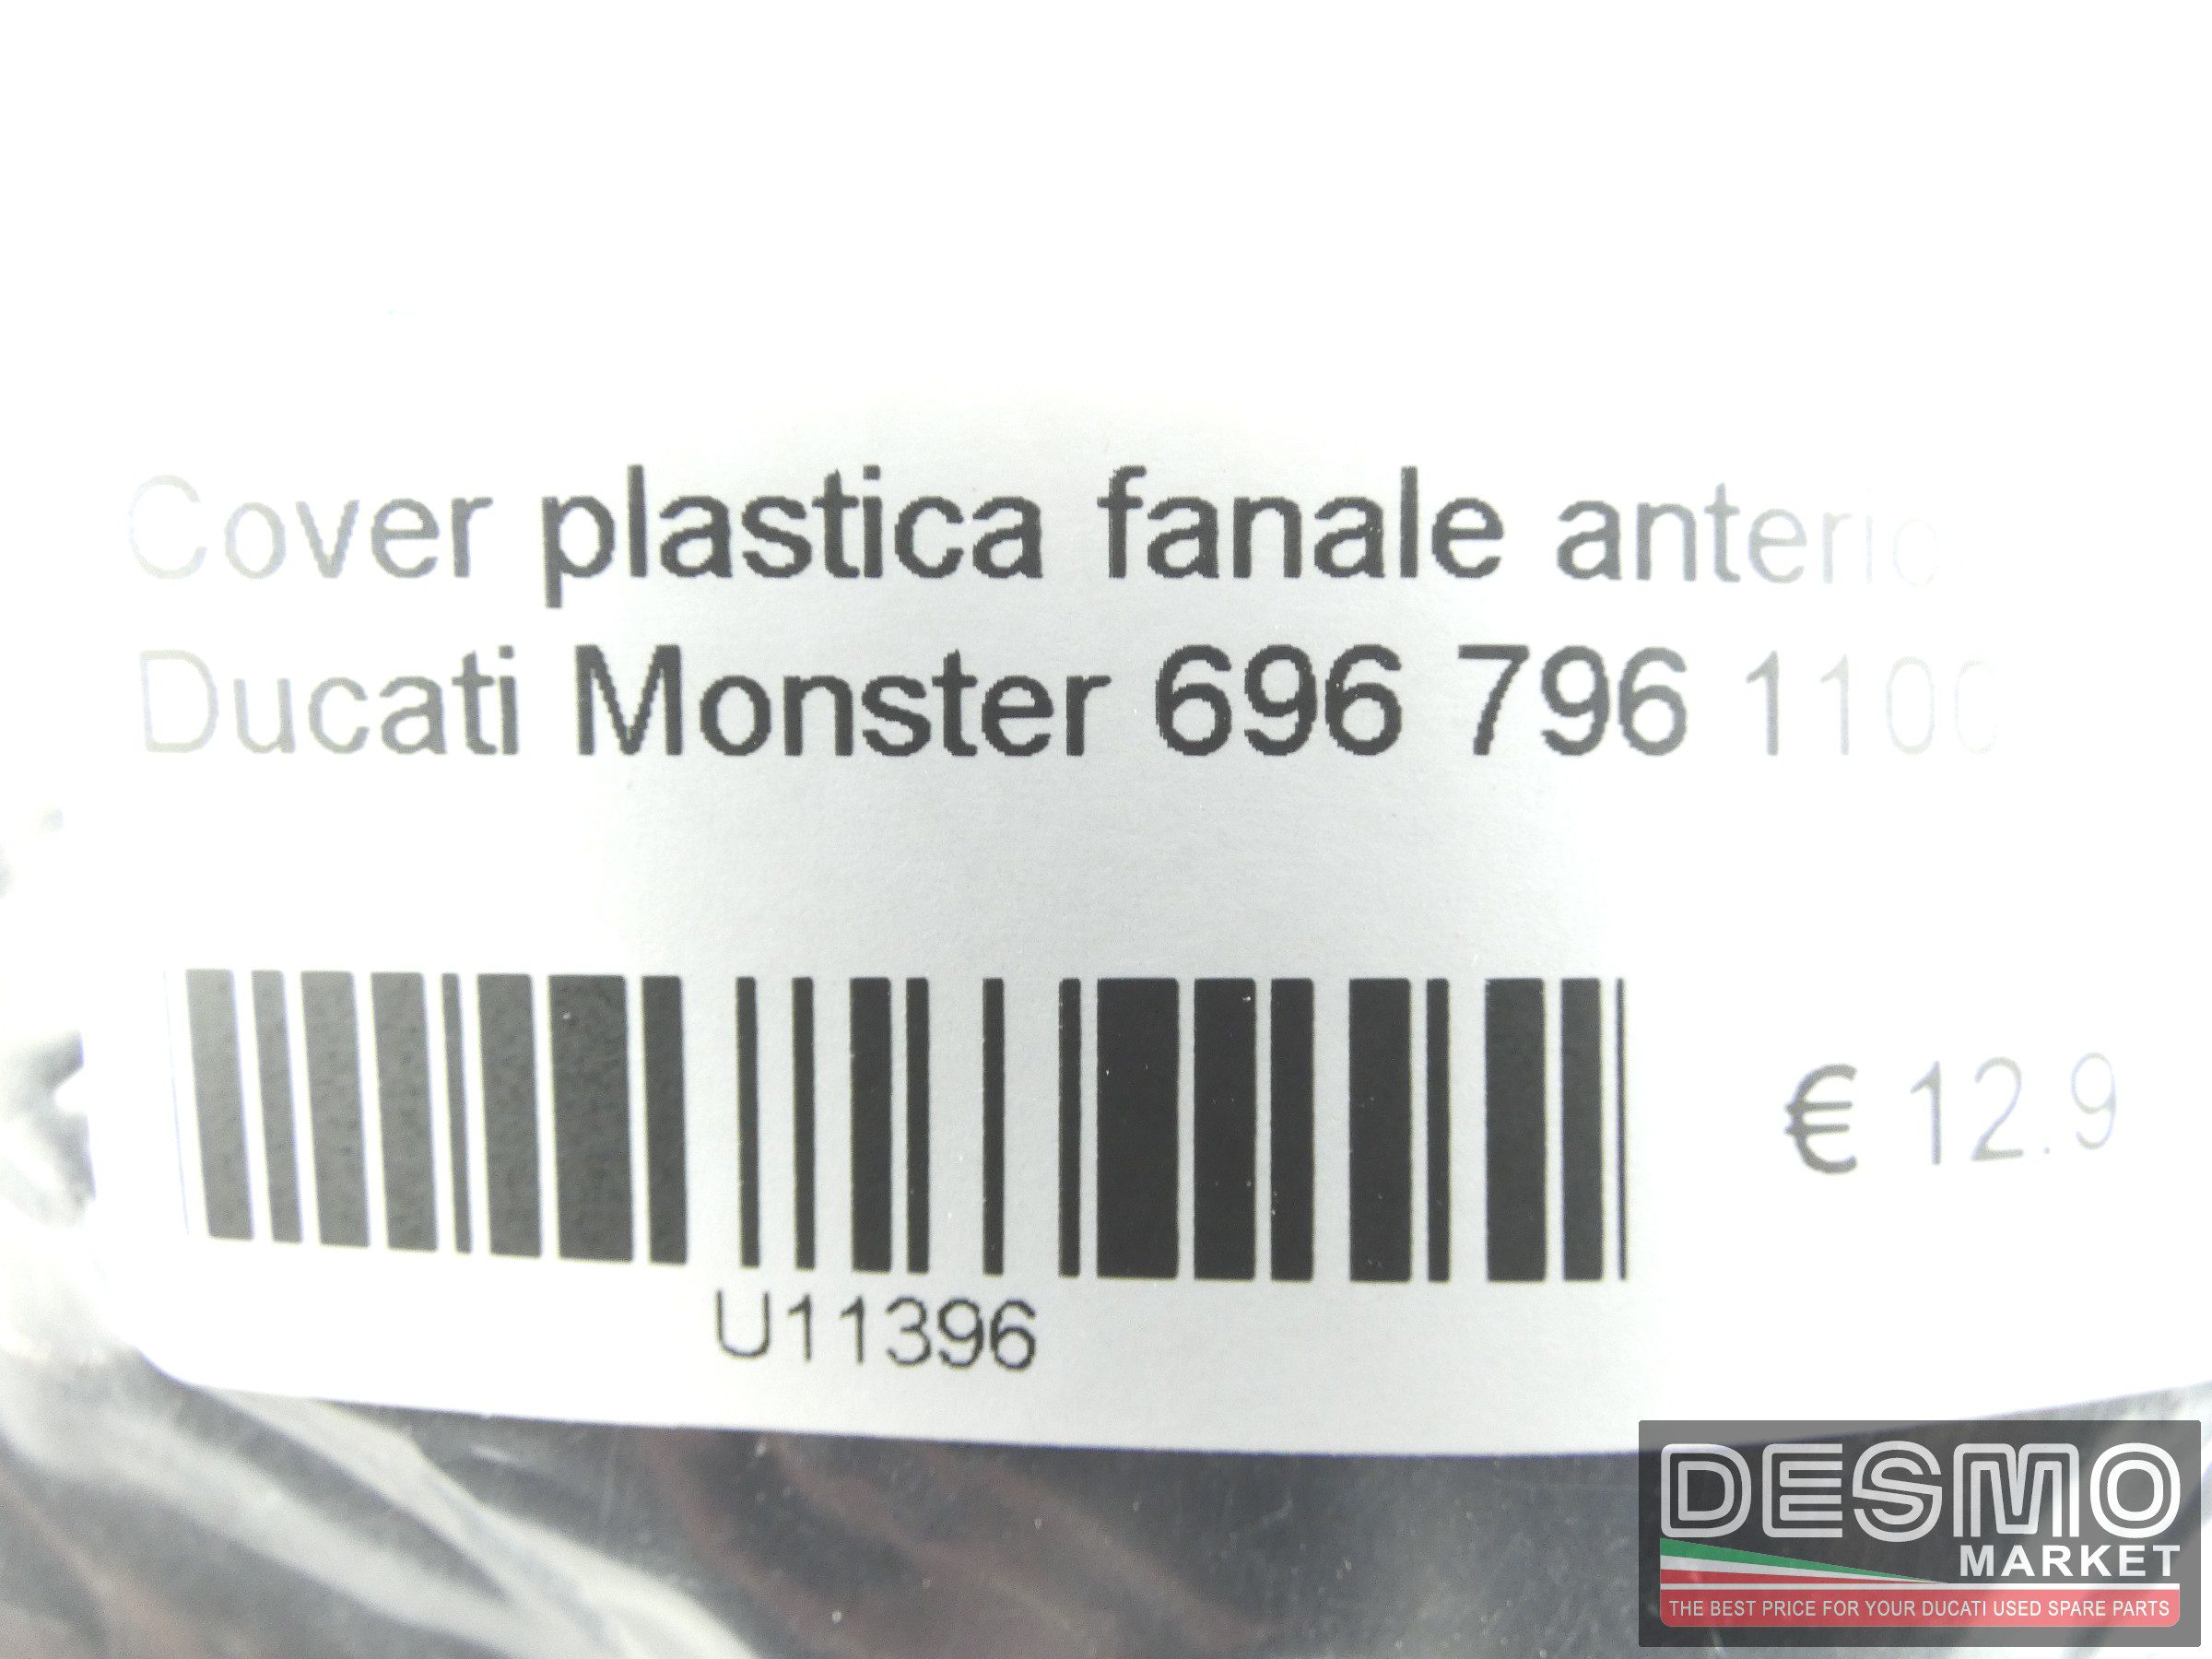 Cover plastica fanale anterio
Ducati Monster 696 796 1100
€ 12.9
U11396
DESMO
MARKET
THE BEST PRICE FOR YOUR DUCATI USED SPARE PARTS